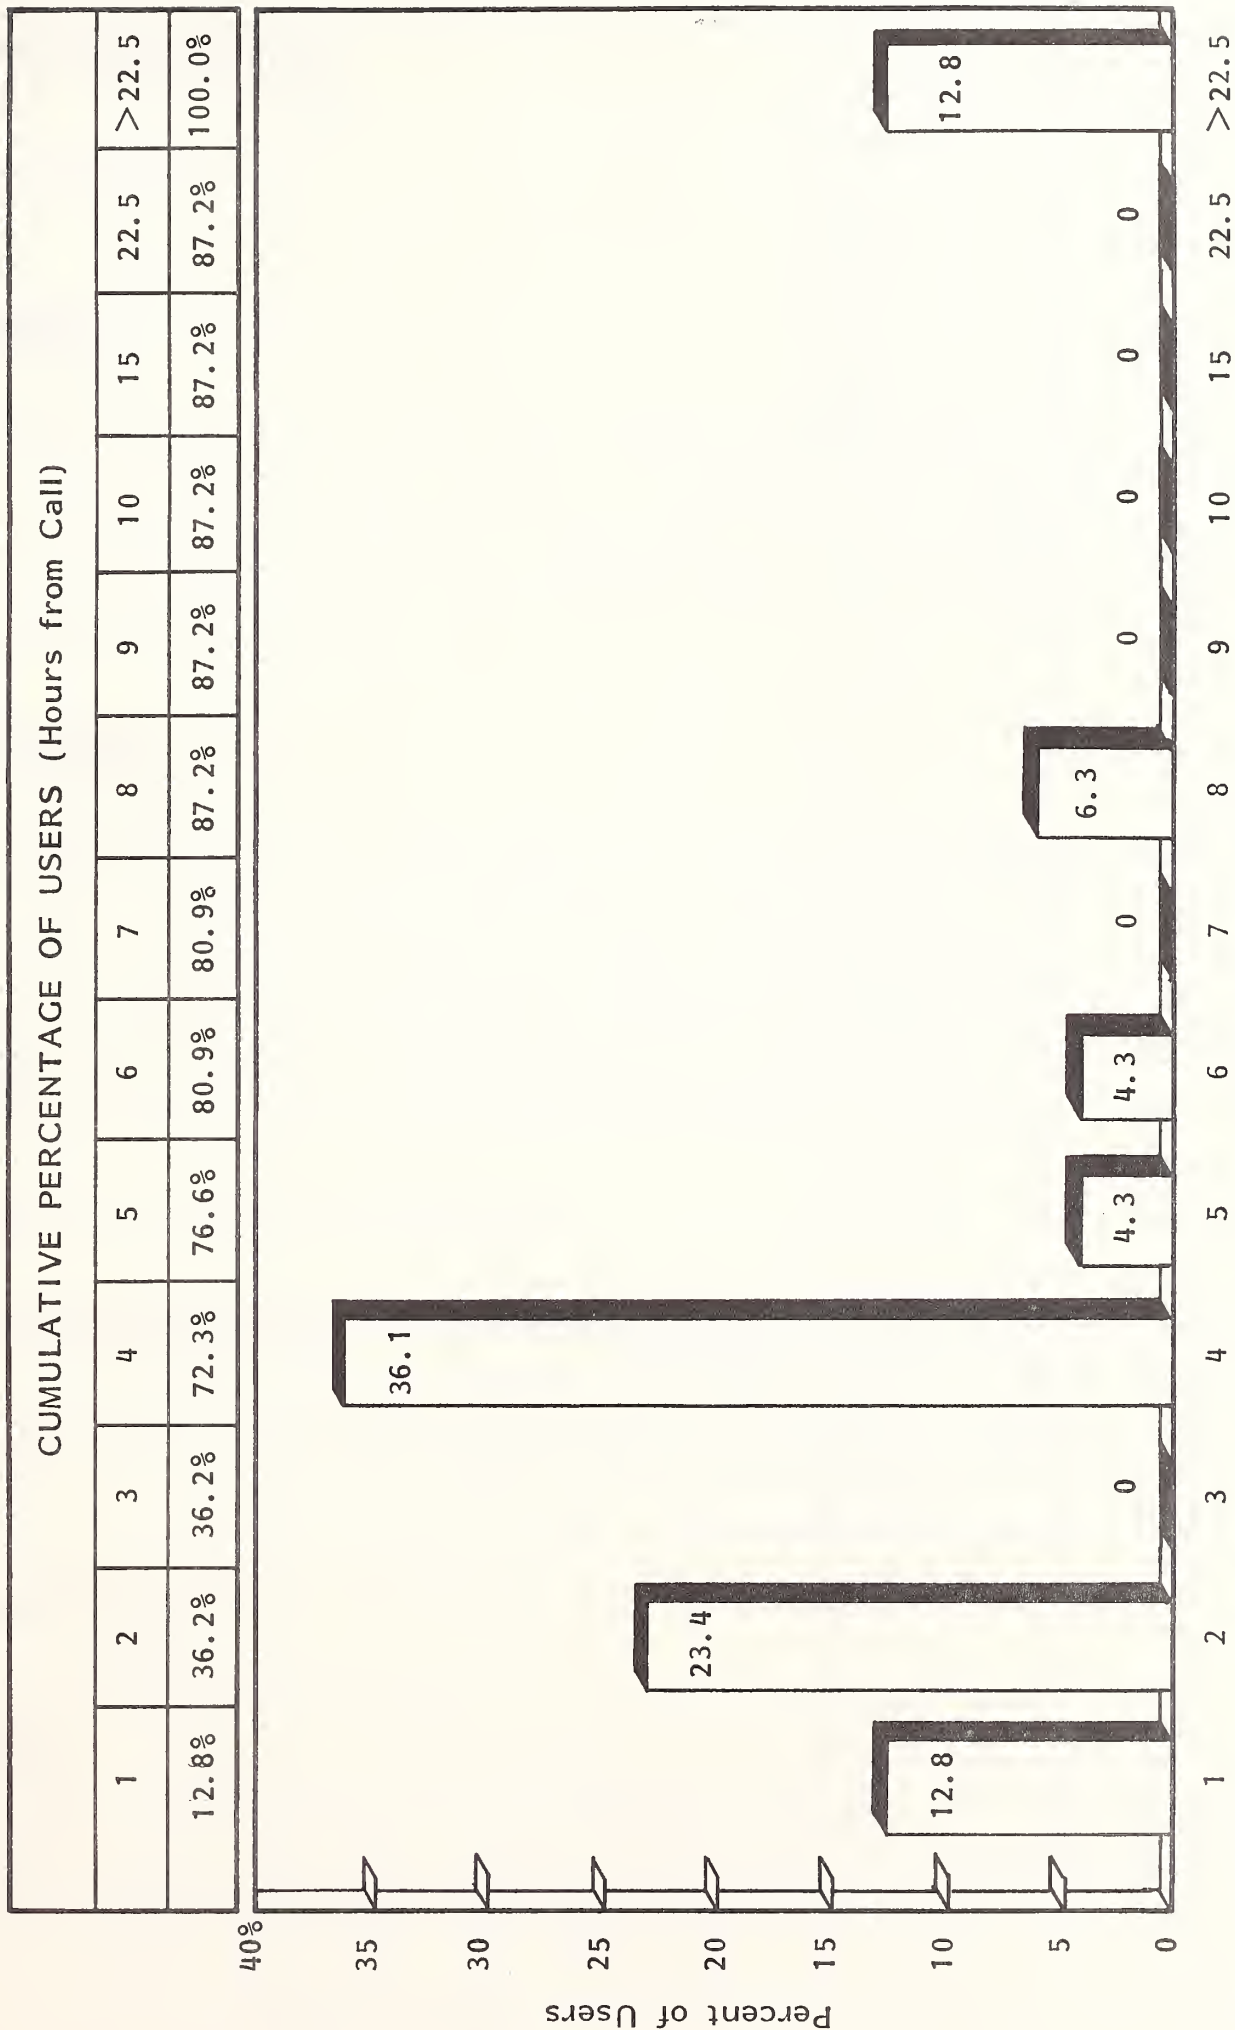 CUMULATIVE PERCENTAGE OF USERS (Hours from Call)
1 2 3 4 5 6 7 8 9 10 15 22.5 >22.5
12.8% 36.2% 36.2% 72.3% 76.6% 80.9% 80.9% 87.2% 87.2% 87.2% 87.2% 87.2% 100.0%
Percent of Users
40%
35
30
25
20
15
10
5
0
12.8 23.4 0 36.1 4.3 4.3 0 6.3 0 0 0 0 12.8
1 2 3 4 5 6 7 8 9 10 15 22.5 >22.5